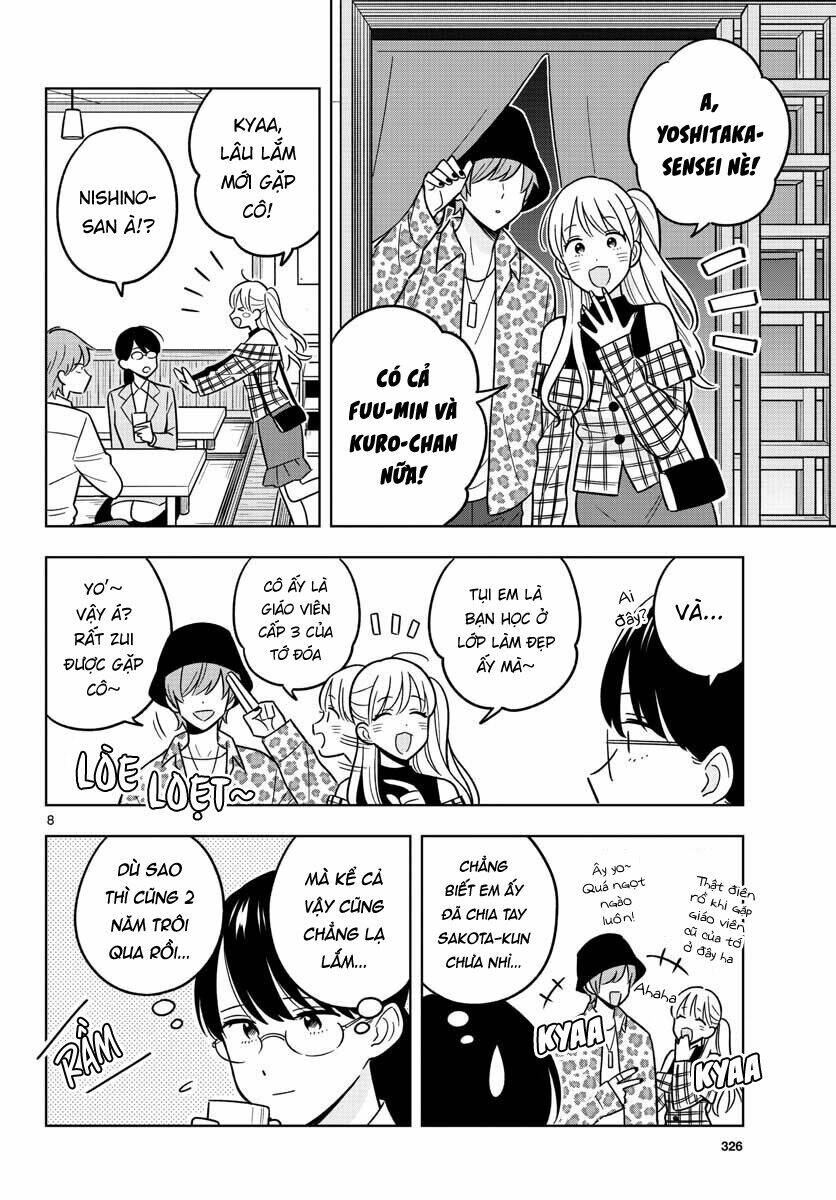 A,
YOSHITAKA-
SENSEI NÈ!
CÓ CẢ
FUU-MIN VÀ
KURO-CHAN
NỮA!
KYAA,
LÂU LẮM
MỚI GẶP
CÔ!
NISHINO-
SAN À!?
VÀ...
Ai
đây?
TỤI EM LÀ
BẠN HỌC Ở
LỚP LÀM ĐẸP
ẤY MÀ~
CÔ ẤY LÀ
GIÁO VIÊN
CẤP 3 CỦA
TỚ ĐÓA
YO'~
VẬY Á?
RẤT ZUI
ĐƯỢC GẶP
CÔ~
LÒE
LOẸT~
8
Thật điên
rồ khi gặp
giáo viên
cũ của tớ
ở đây ha
Ây yo~
Quá ngọt
ngào
luôn!
Ahaha
KYAA
KYAA
CHẲNG
BIẾT EM ẤY
ĐÃ CHIA TAY
SAKOTA-KUN
CHƯA NHỈ...
MÀ KỂ CẢ
VẬY CŨNG
CHẲNG LẠ
LẮM...
DÙ SAO
THÌ CŨNG 2
NĂM TRÔI
QUA RỒI...
RẦM
326